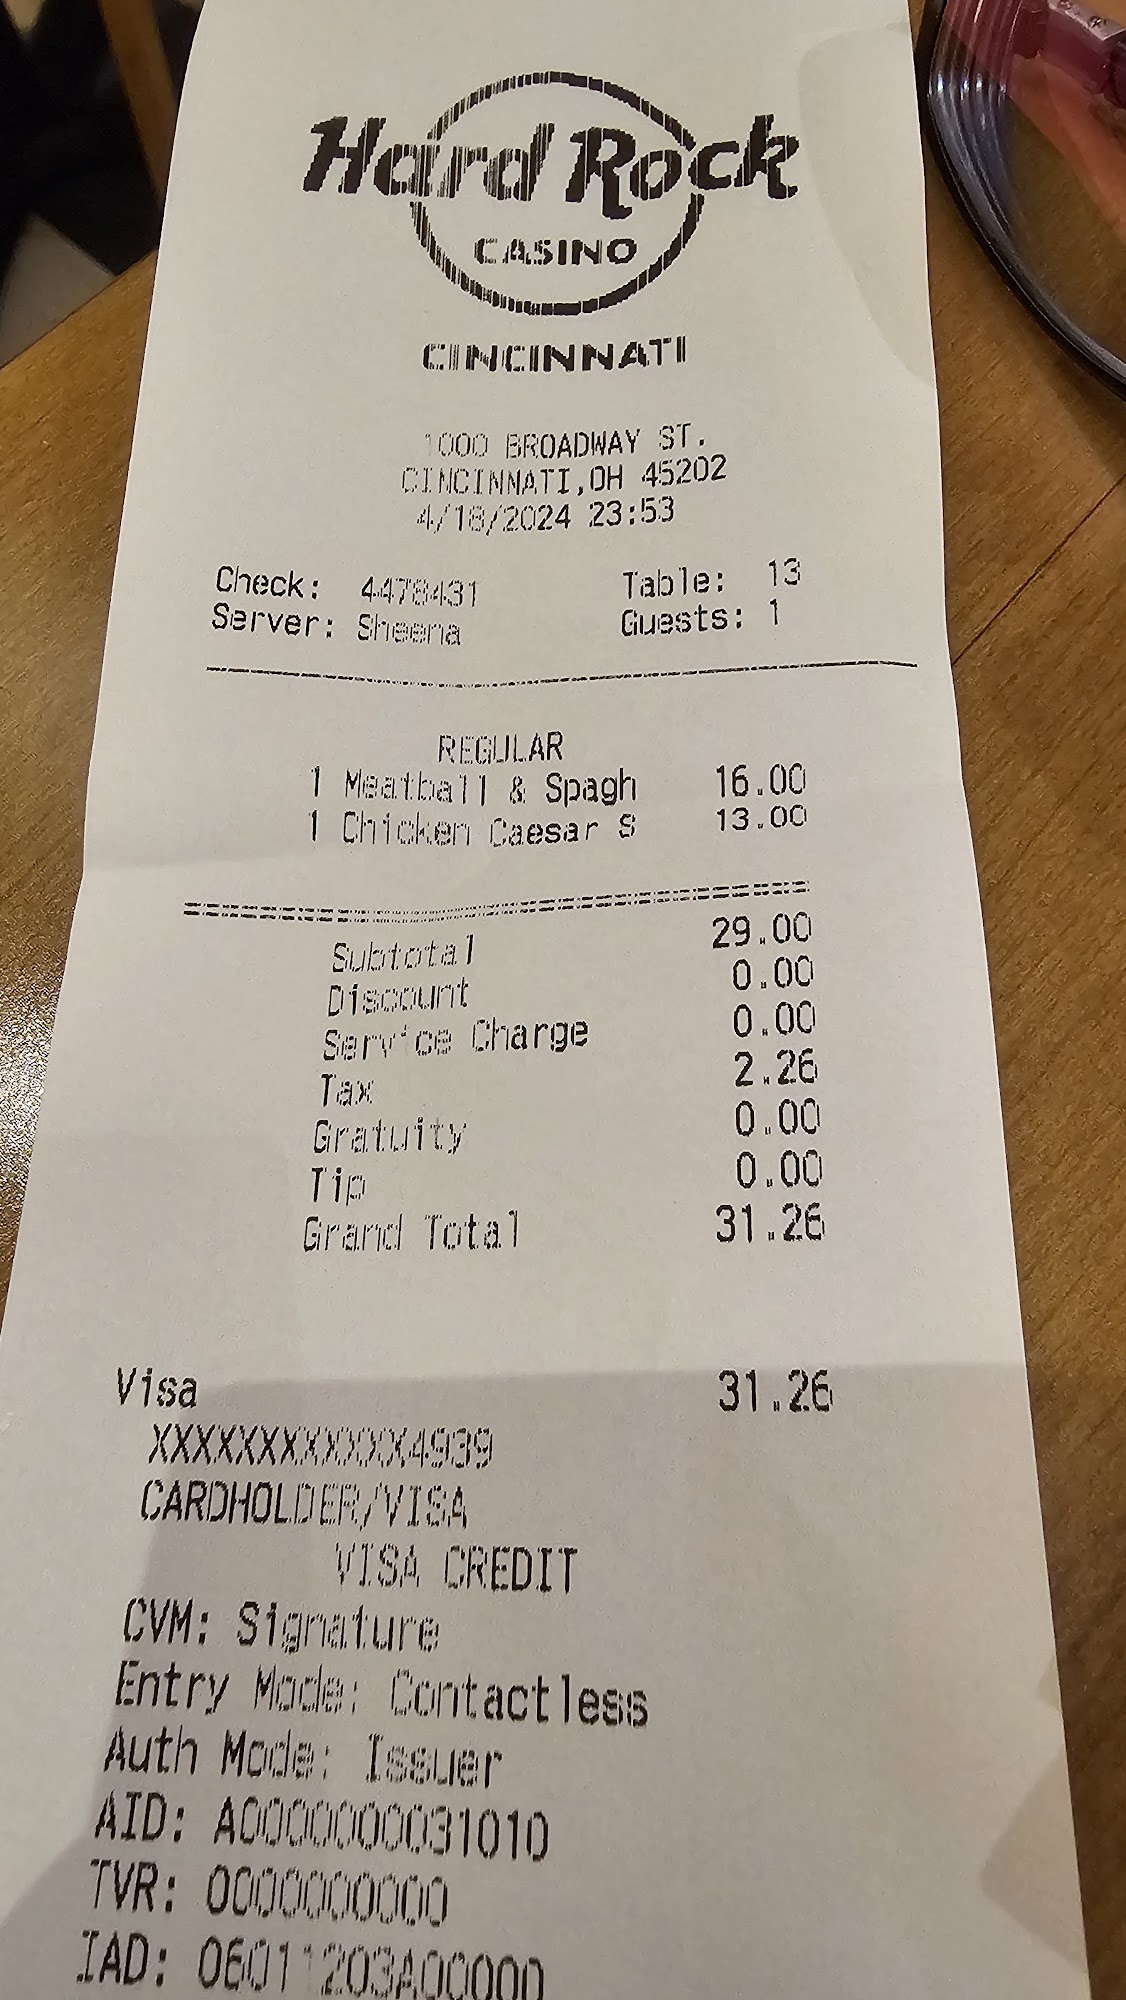 Hard Rock
CASINO
CINCINNATI
1000 BROADWAY ST.
CINCINNATI,OH 45202
4/18/2024 23:53
Check: 4478431 Table: 13
Server: Sheena Guests: 1
REGULAR
1 Meatball & Spagh 16.00
1 Chicken Caesar S 13.00
Subtotal 29.00
Discount 0.00
Service Charge 0.00
Tax 2.26
Gratuity 0.00
Tip 0.00
Grand Total 31.26
Visa 31.26
XXXXXXXXXXXX4939
CARDHOLDER/VISA
VISA CREDIT
CVM: Signature
Entry Mode: Contactless
Auth Mode: Issuer
AID: A0000000031010
TVR: 0000000000
IAD: 06011203A00000